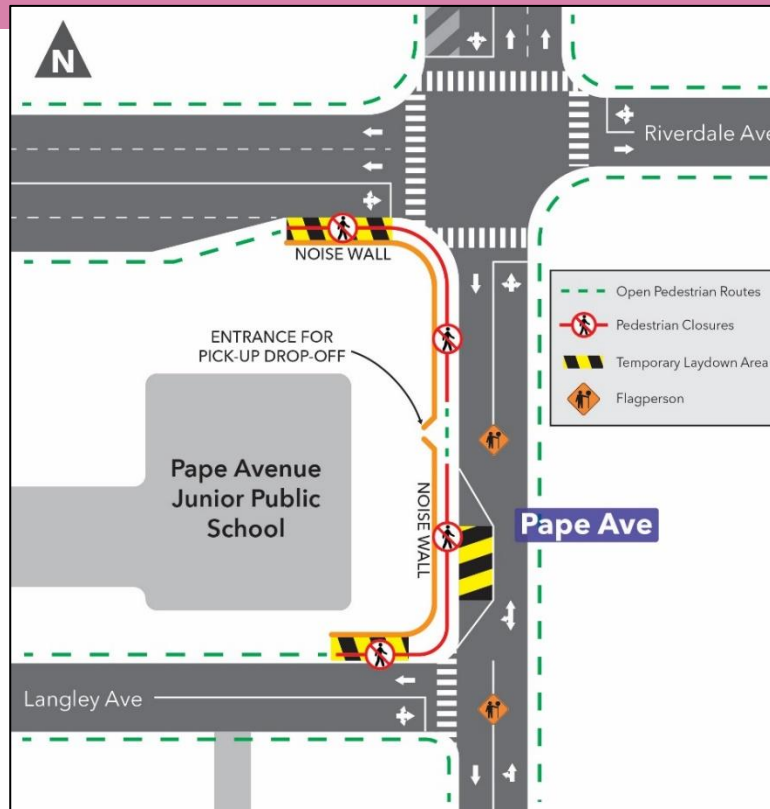 N
Riverdale Ave
NOISE WALL
ENTRANCE FOR
PICK-UP DROP-OFF
Open Pedestrian Routes
Pedestrian Closures
Temporary Laydown Area
Flagperson
Pape Avenue
Junior Public
School
NOISE WALL
Pape Ave
Langley Ave